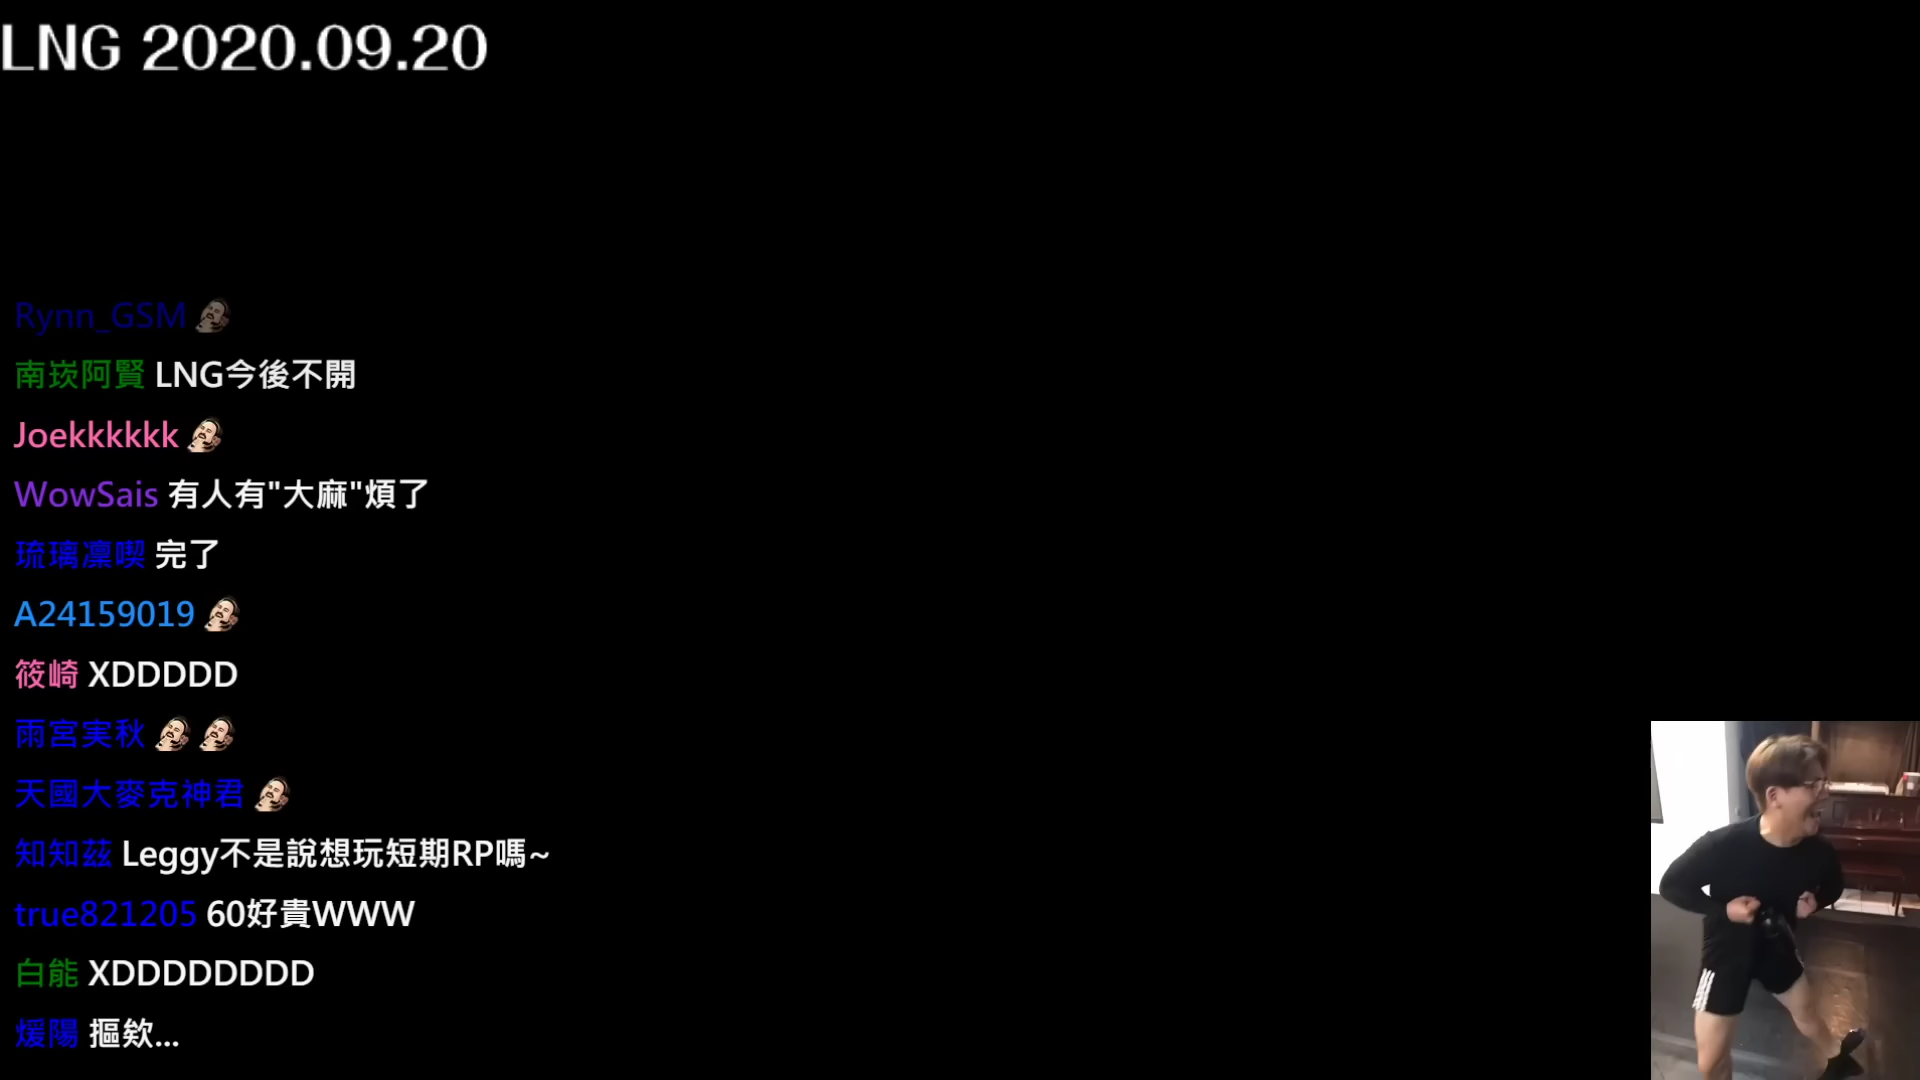 LNG 2020.09.20
Rynn_GSM
南崁阿賢 LNG今後不開
Joekkkkkk
WowSais 有人有"大麻"煩了
琉璃凜喫 完了
A24159019
筱崎 XDDDDD
雨宮実秋
天國大麥克神君
知知茲 Leggy不是說想玩短期RP嗎~
true821205 60好貴WWW
白能 XDDDDDDDD
煖陽 摳欸...